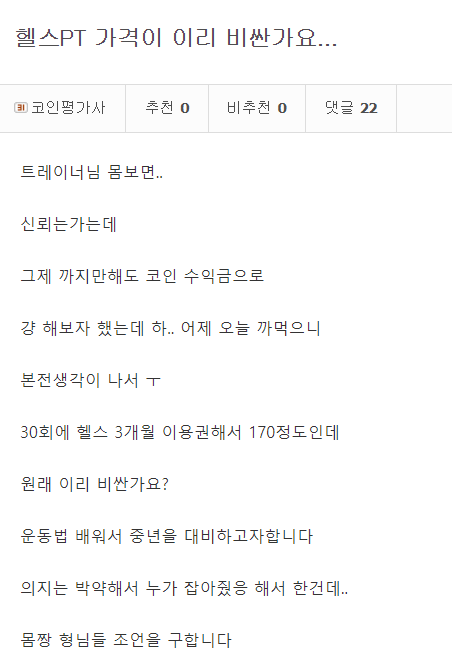 헬스PT 가격이 이리 비싼가요...
31 코인평가사 추천 0 비추천 0 댓글 22
트레이너님 몸보면..
신뢰는가는데
그제 까지만해도 코인 수익금으로
걍 해보자 했는데 하.. 어제 오늘 까먹으니
본전생각이 나서 ㅜ
30회에 헬스 3개월 이용권해서 170정도인데
원래 이리 비싼가요?
운동법 배워서 중년을 대비하고자합니다
의지는 박약해서 누가 잡아줬응 해서 한건데..
몸짱 형님들 조언을 구합니다